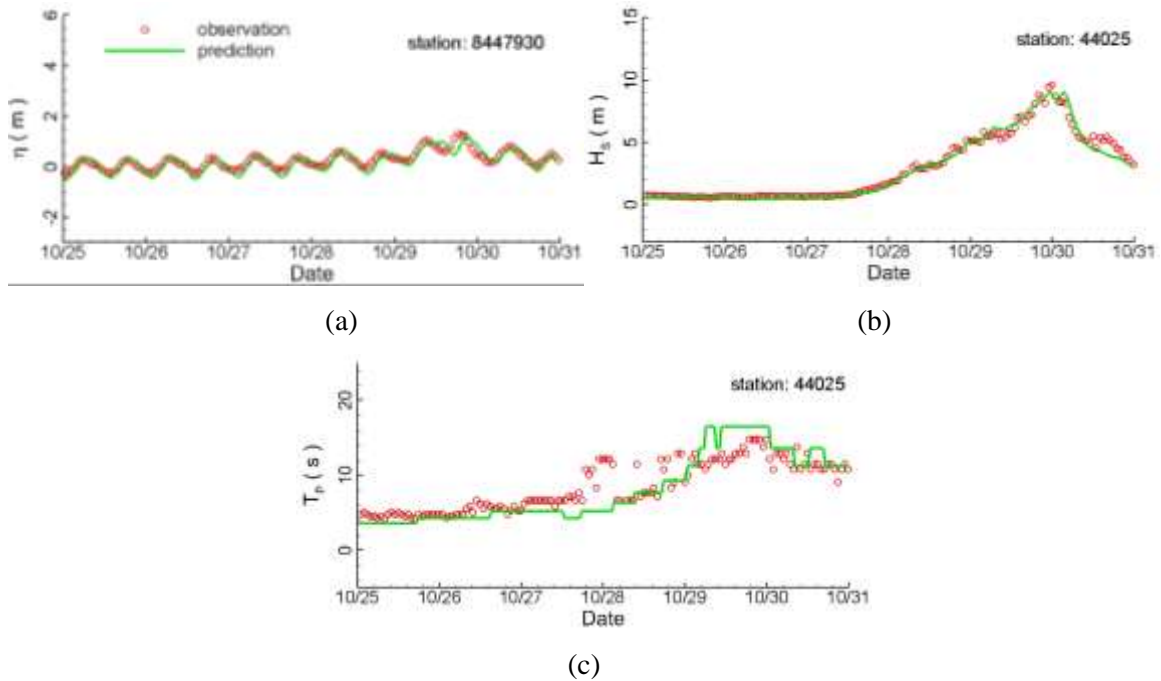 6
4
2
0
-2
η ( m )
observation
prediction
station: 8447930
10/25 10/26 10/27 10/28 10/29 10/30 10/31
Date
(a)
15
10
5
0
H_s ( m )
station: 44025
10/25 10/26 10/27 10/28 10/29 10/30 10/31
Date
(b)
20
10
0
T_p ( s )
station: 44025
10/25 10/26 10/27 10/28 10/29 10/30 10/31
Date
(c)